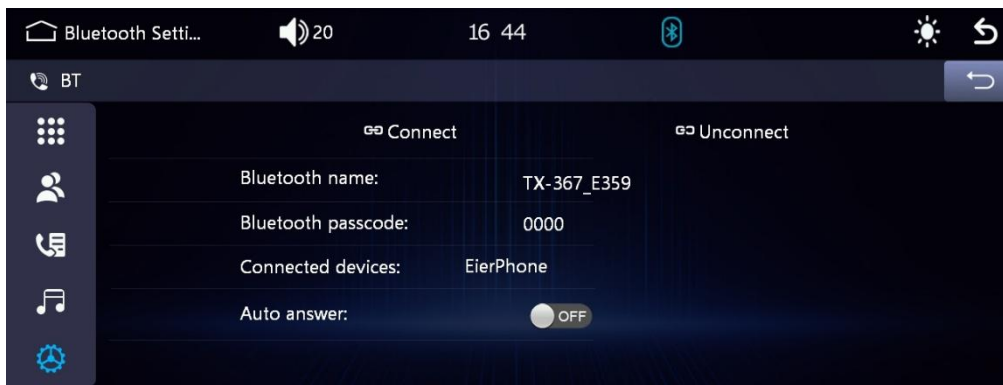 Bluetooth Setti... 20 16 44
BT
Connect Unconnect
Bluetooth name: TX-367_E359
Bluetooth passcode: 0000
Connected devices: EierPhone
Auto answer: OFF